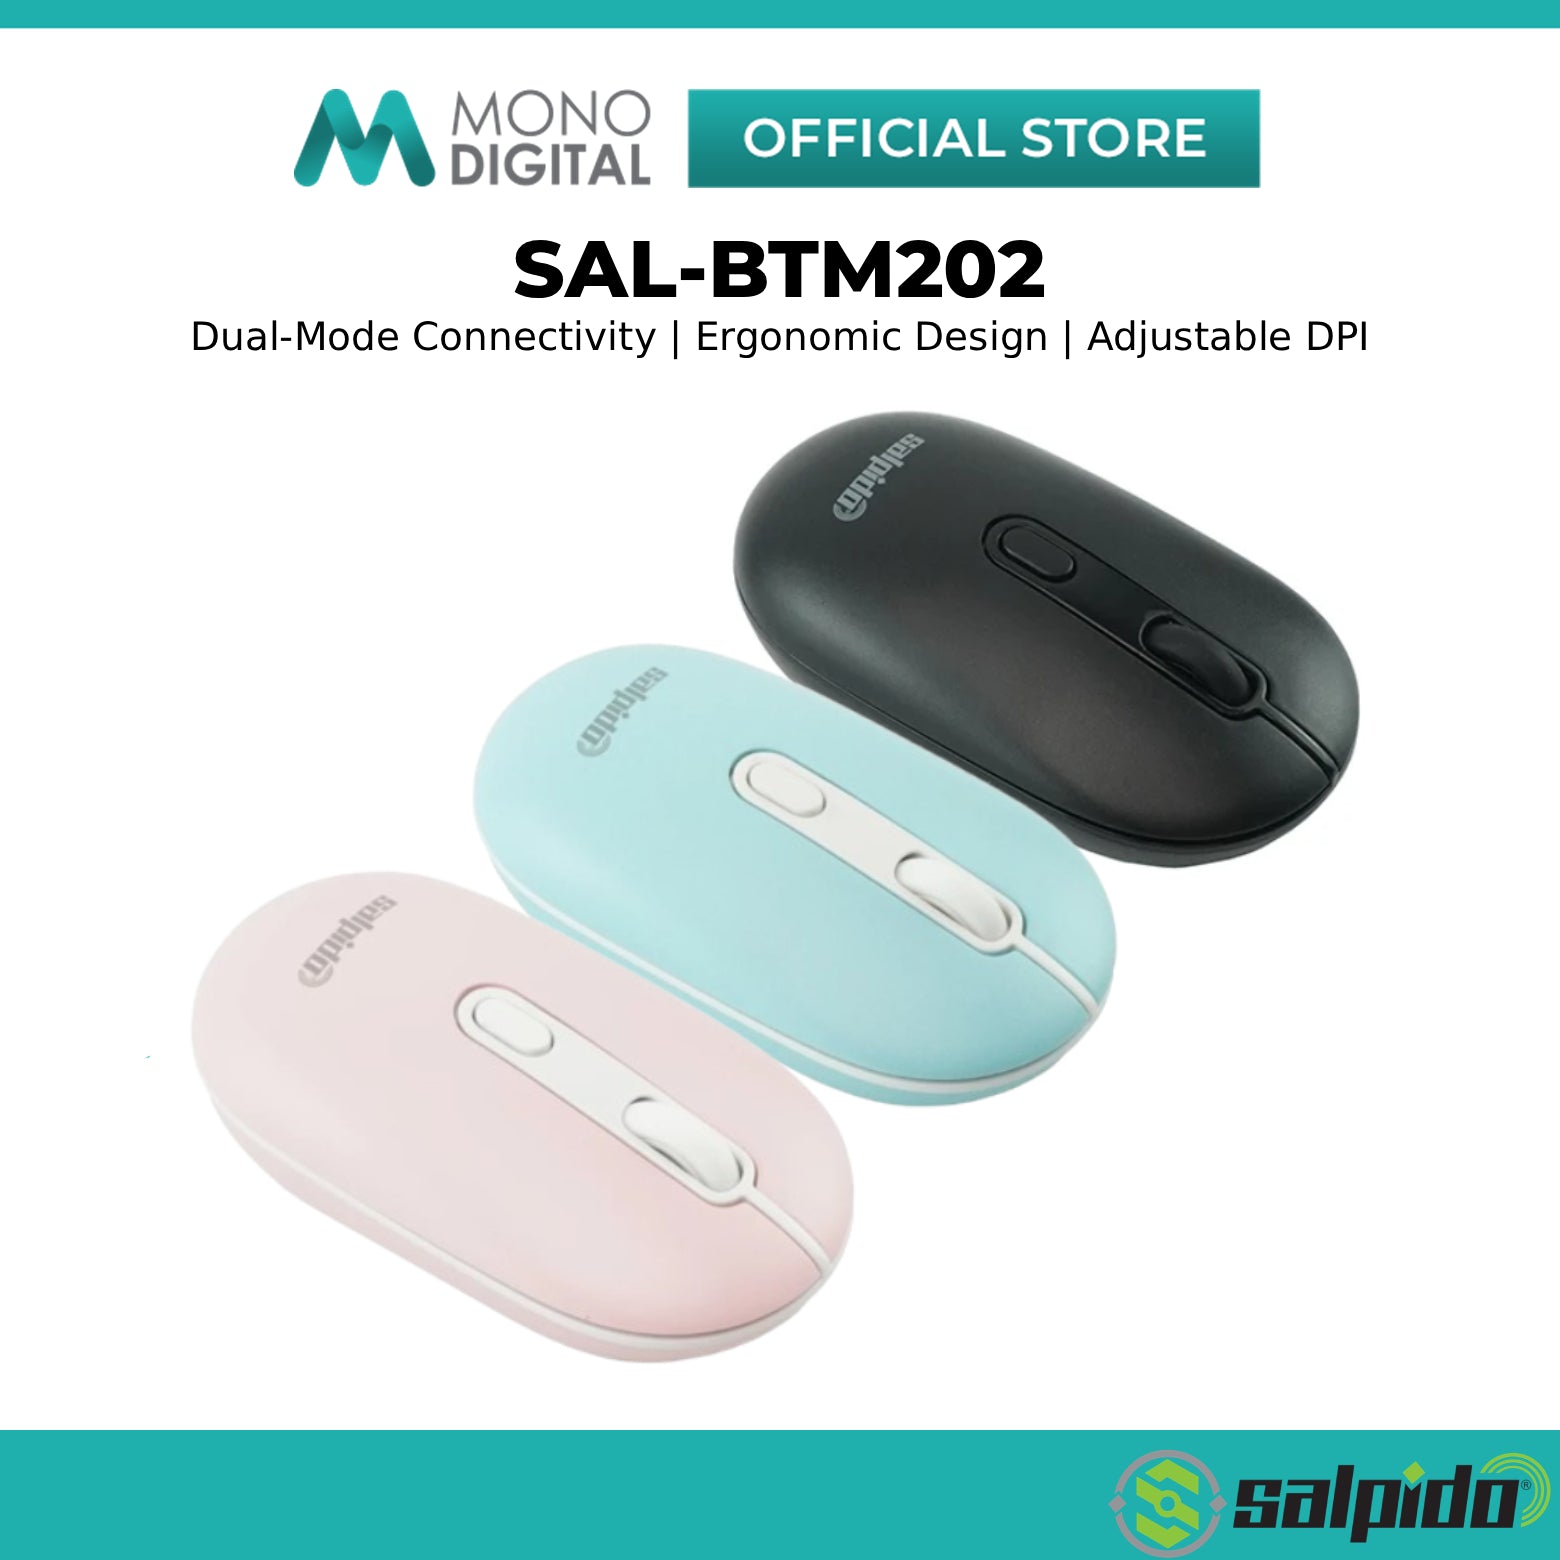 MONO
DIGITAL
OFFICIAL STORE
SAL-BTM202
Dual-Mode Connectivity | Ergonomic Design | Adjustable DPI
salpido
salpido
salpido
salpido®